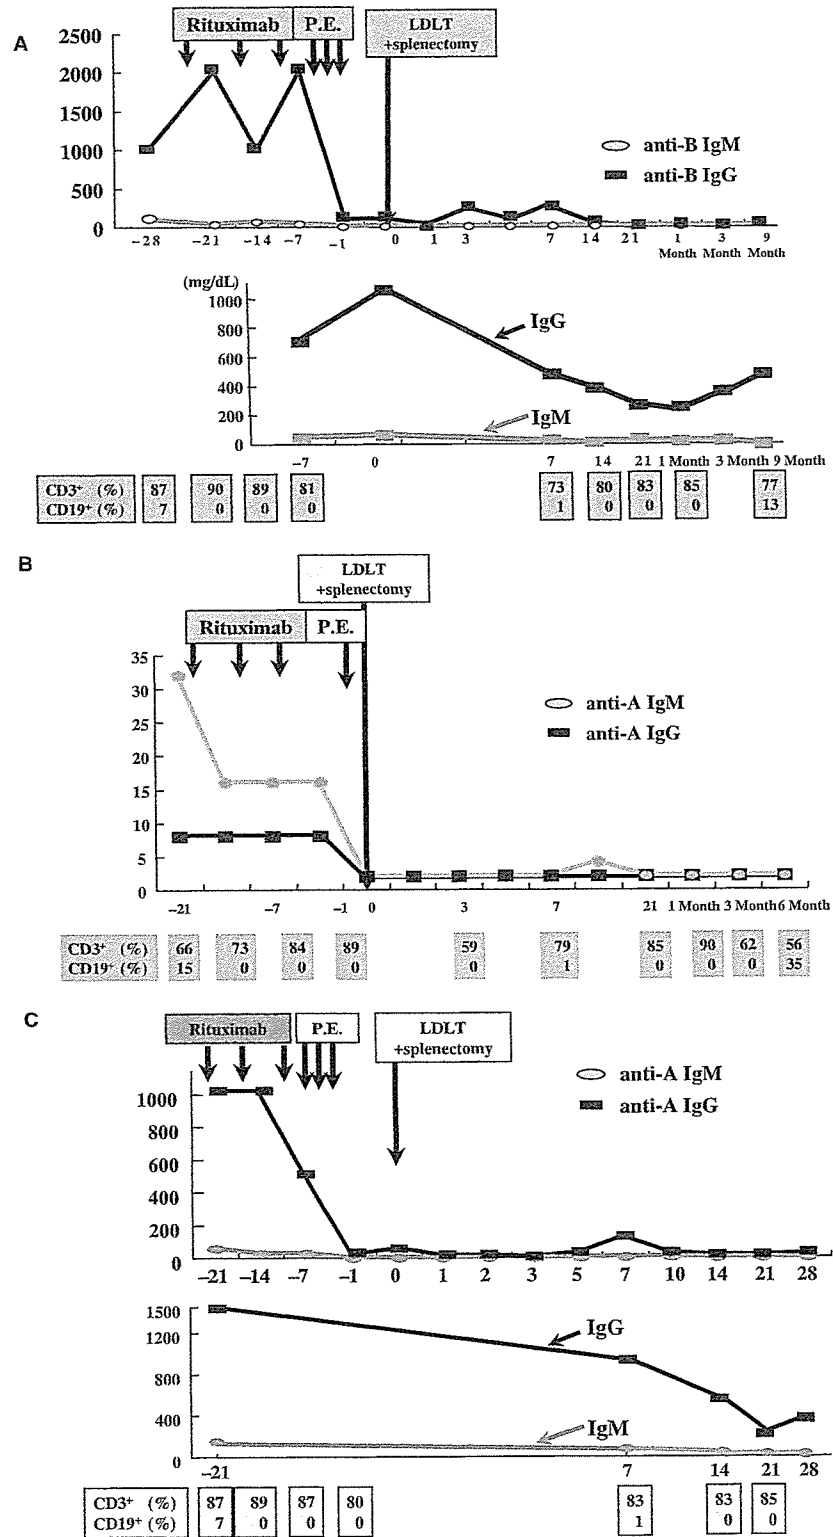 A
Rituximab P.E. LDLT
+splenectomy
2500
2000
1500
1000
500
0
anti-B IgM
anti-B IgG
−28 −21 −14 −7 −1 0 1 3 7 14 21 1 3 9
Month Month Month
(mg/dL)
1000
800
600
400
200
0
IgG
IgM
−7 0 7 14 21 1 Month 3 Month 9 Month
CD3+ (%) 87 90 89 81 73 80 83 85 77
CD19+ (%) 7 0 0 0 1 0 0 0 13
B
LDLT
+splenectomy
Rituximab P.E.
35
30
25
20
15
10
5
0
anti-A IgM
anti-A IgG
−21 −7 −1 0 3 7 21 1 Month 3 Month 6 Month
CD3+ (%) 66 73 84 89 59 79 85 90 62 56
CD19+ (%) 15 0 0 0 0 1 0 0 0 35
C
Rituximab P.E. LDLT
+splenectomy
1000
800
600
400
200
0
anti-A IgM
anti-A IgG
−21 −14 −7 −1 0 1 2 3 5 7 10 14 21 28
1500
1200
800
400
0
IgG
IgM
−21 7 14 21 28
CD3+ (%) 87 89 87 80 83 83 85
CD19+ (%) 7 0 0 0 1 0 0